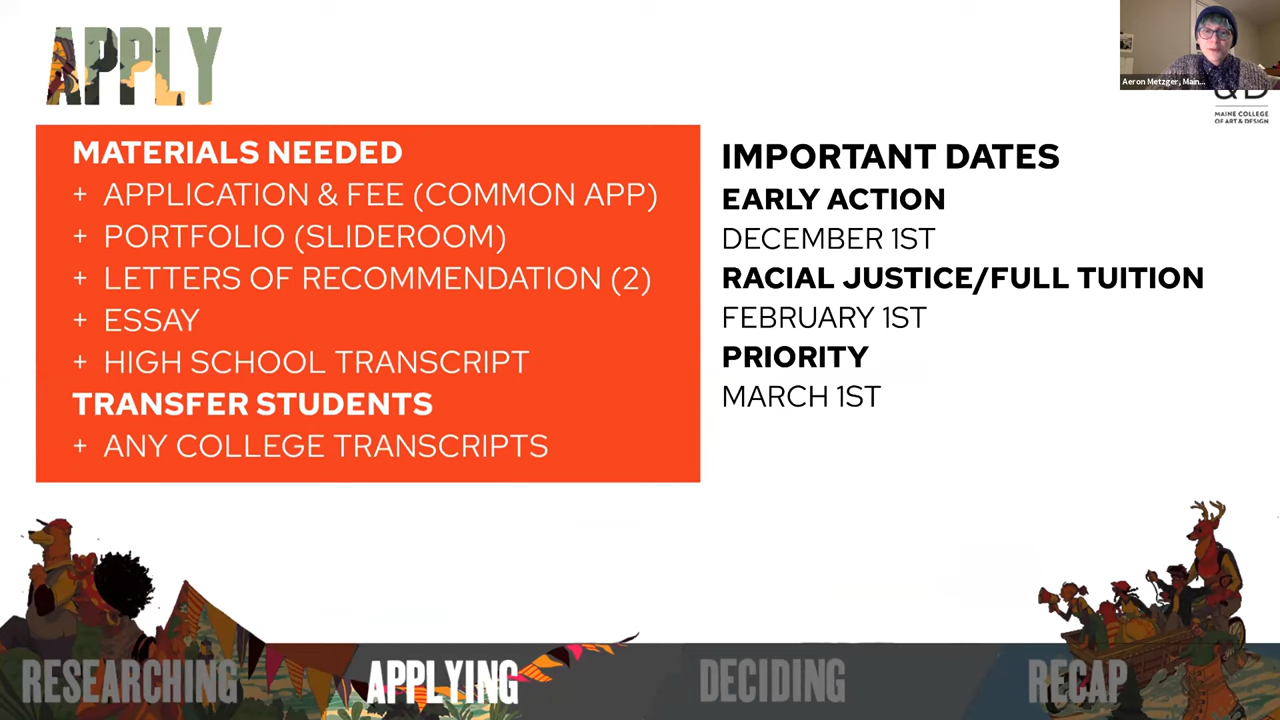 APPLY
Aeron Metzger, Main...
MAINE COLLEGE
OF ART & DESIGN
MATERIALS NEEDED
+ APPLICATION & FEE (COMMON APP)
+ PORTFOLIO (SLIDEROOM)
+ LETTERS OF RECOMMENDATION (2)
+ ESSAY
+ HIGH SCHOOL TRANSCRIPT
TRANSFER STUDENTS
+ ANY COLLEGE TRANSCRIPTS
IMPORTANT DATES
EARLY ACTION
DECEMBER 1ST
RACIAL JUSTICE/FULL TUITION
FEBRUARY 1ST
PRIORITY
MARCH 1ST
RESEARCHING
APPLYING
DECIDING
RECAP